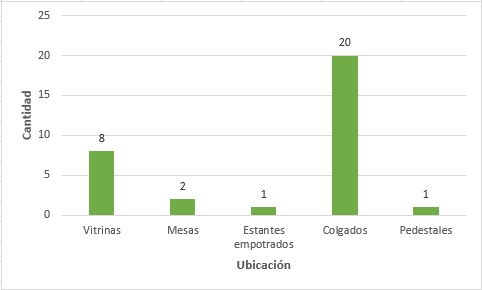 25
20
15
10
5
0
Cantidad
8
2
1
20
1
Vitrinas
Mesas
Estantes
empotrados
Colgados
Pedestales
Ubicación